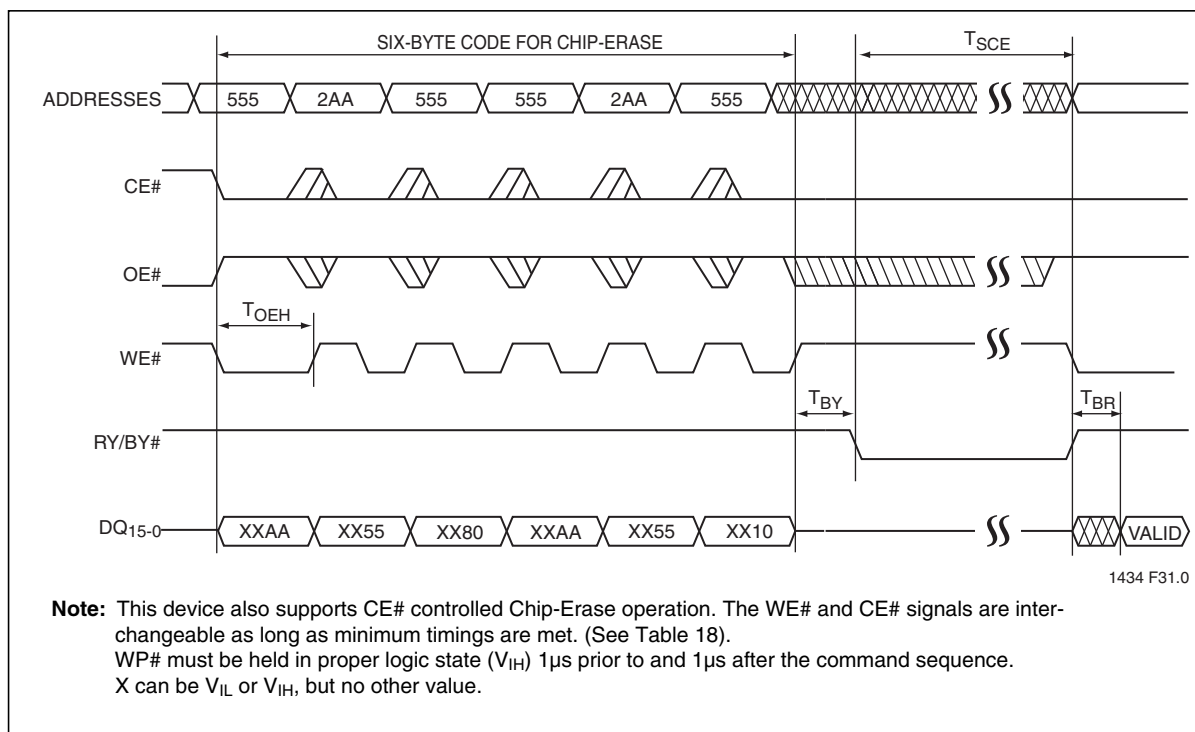 SIX-BYTE CODE FOR CHIP-ERASE
TSCE
ADDRESSES 555 2AA 555 555 2AA 555
CE#
OE#
TOEH
WE#
TBY TBR
RY/BY#
DQ15-0 XXAA XX55 XX80 XXAA XX55 XX10 VALID
1434 F31.0
Note: This device also supports CE# controlled Chip-Erase operation. The WE# and CE# signals are inter-
changeable as long as minimum timings are met. (See Table 18).
WP# must be held in proper logic state (VIH) 1µs prior to and 1µs after the command sequence.
X can be VIL or VIH, but no other value.